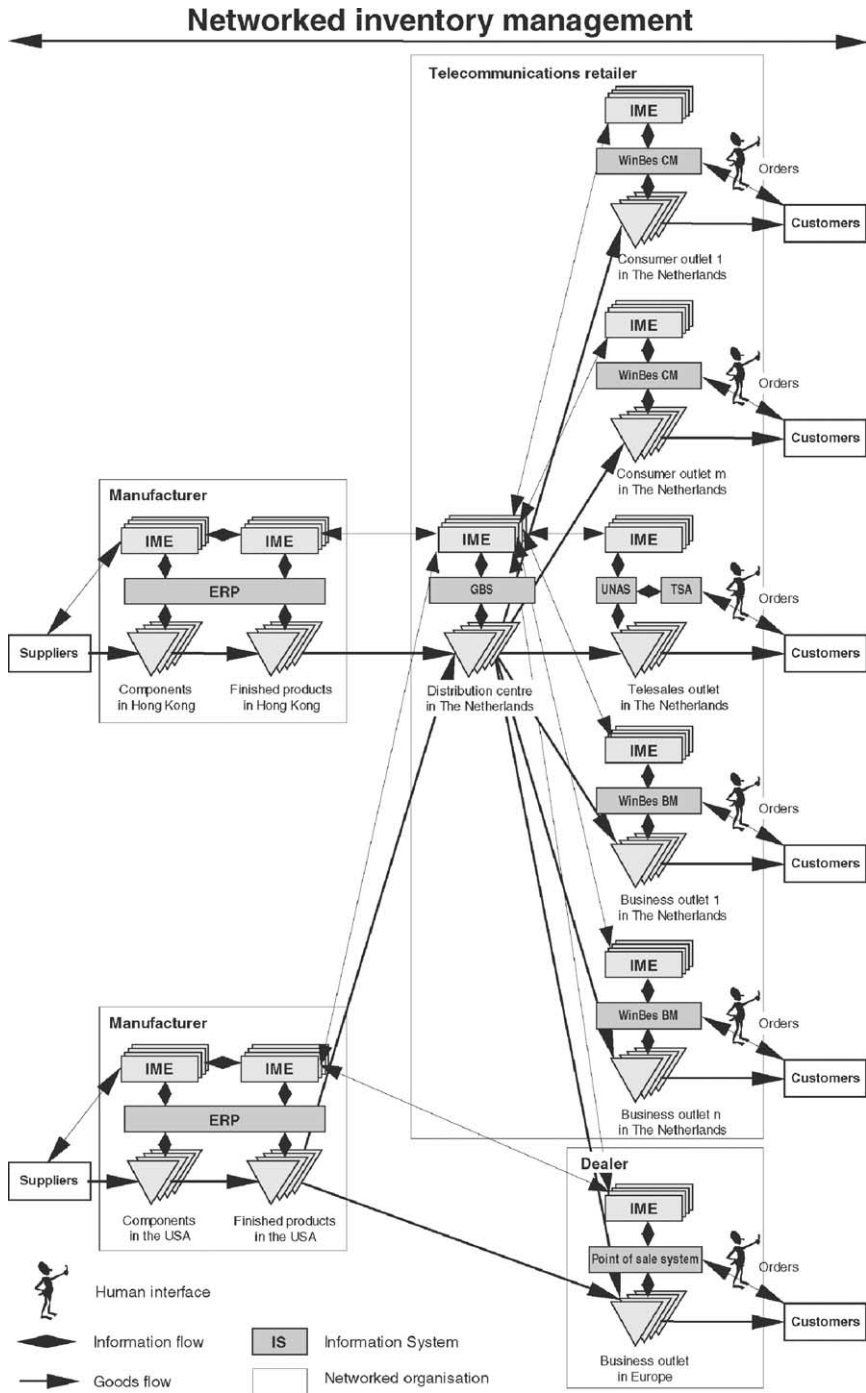 Networked inventory management
Telecommunications retailer
IME
WinBes CM
Orders
Customers
Consumer outlet 1
in The Netherlands
IME
WinBes CM
Orders
Customers
Consumer outlet m
in The Netherlands
Manufacturer
IME
IME
ERP
Suppliers
Components
in Hong Kong
Finished products
in Hong Kong
IME
GBS
Distribution centre
in The Netherlands
IME
UNAS
TSA
Orders
Customers
Telesales outlet
in The Netherlands
IME
WinBes BM
Orders
Customers
Business outlet 1
in The Netherlands
IME
WinBes BM
Orders
Customers
Business outlet n
in The Netherlands
Manufacturer
IME
IME
ERP
Suppliers
Components
in the USA
Finished products
in the USA
Dealer
IME
Point of sale system
Orders
Customers
Business outlet
in Europe
Human interface
Information flow
IS
Information System
Goods flow
Networked organisation